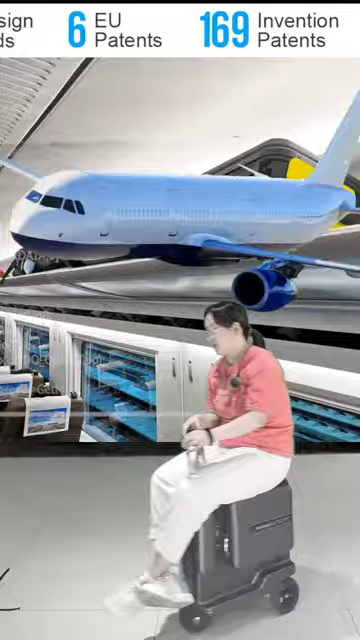 sign
ds
6 EU
Patents
169 Invention
Patents